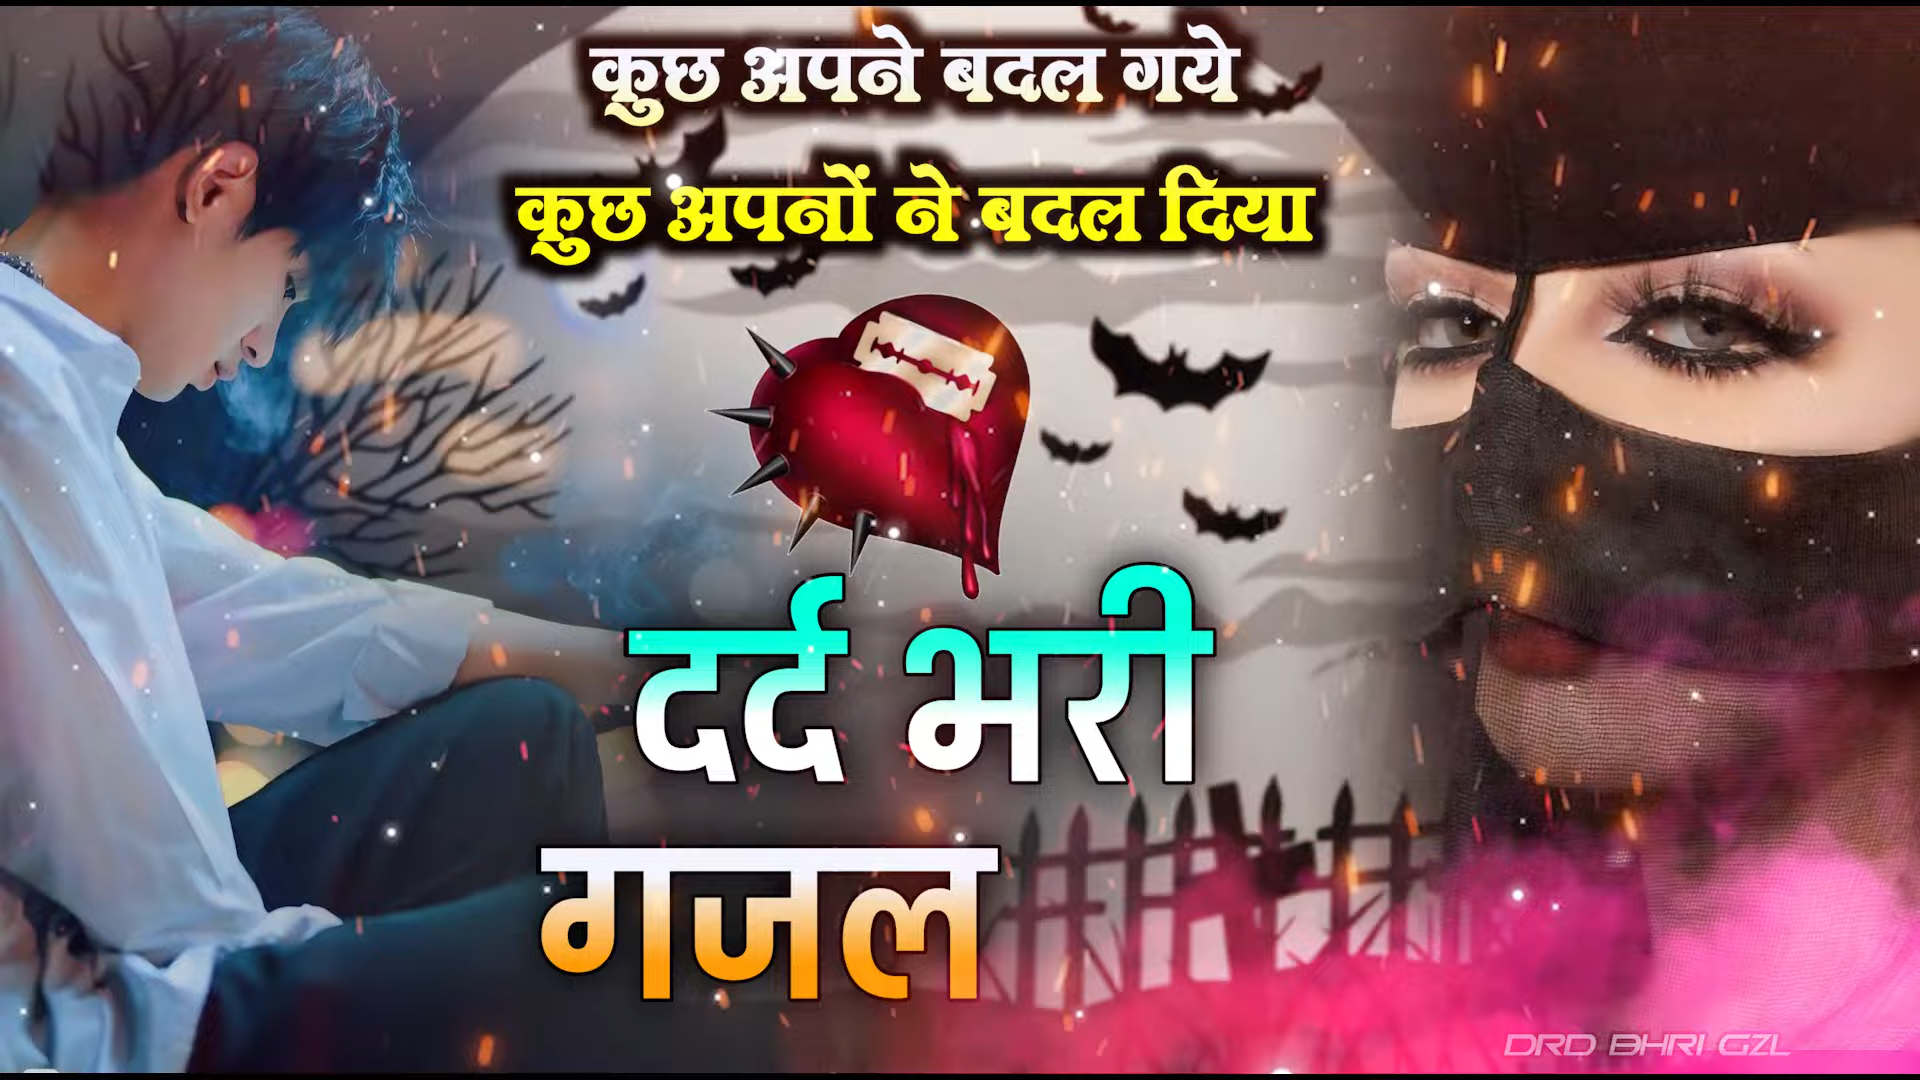 कुछ अपने बदल गये
कुछ अपनों ने बदल दिया
दर्द भरी
गजल
DRD BHRI GZL